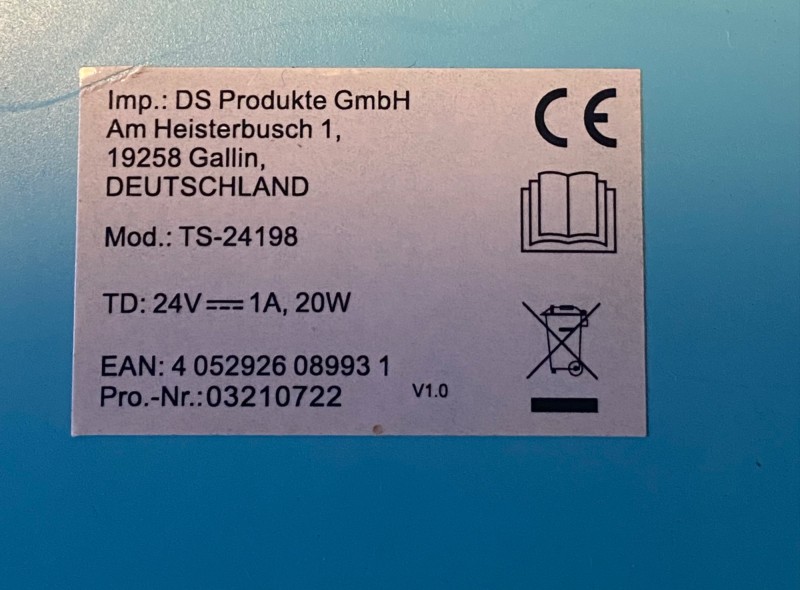 Imp.: DS Produkte GmbH
Am Heisterbusch 1,
19258 Gallin,
DEUTSCHLAND
Mod.: TS-24198
TD: 24V⎓1A, 20W
EAN: 4 052926 08993 1
Pro.-Nr.:03210722
V1.0
CE